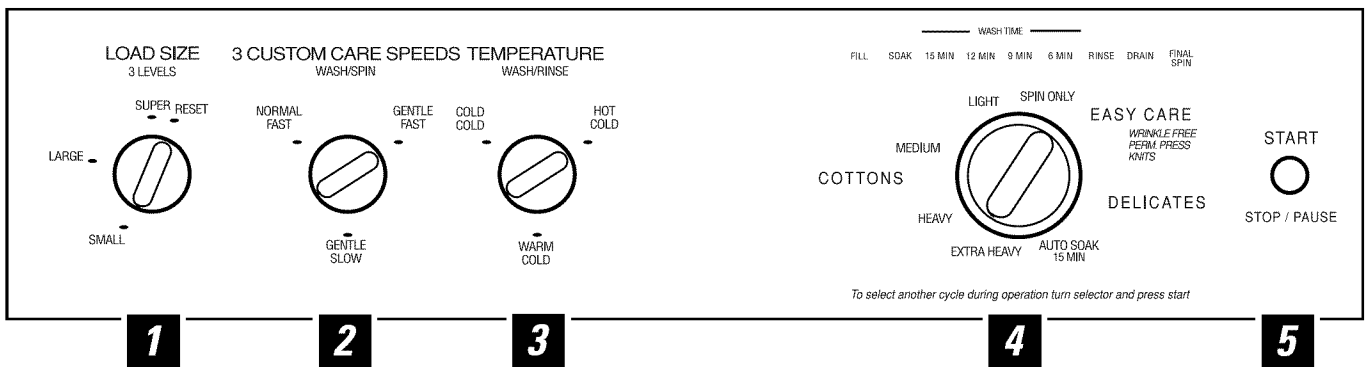 LOAD SIZE
3 LEVELS
SUPER
RESET
LARGE
SMALL
3 CUSTOM CARE SPEEDS
WASH/SPIN
NORMAL
FAST
GENTLE
FAST
GENTLE
SLOW
TEMPERATURE
WASH/RINSE
COLD
COLD
HOT
COLD
WARM
COLD
WASH TIME
FILL SOAK 15 MIN 12 MIN 9 MIN 6 MIN RINSE DRAIN FINAL
SPIN
LIGHT
SPIN ONLY
EASY CARE
WRINKLE FREE
PERM. PRESS
KNITS
MEDIUM
COTTONS
DELICATES
HEAVY
EXTRA HEAVY
AUTO SOAK
15 MIN
To select another cycle during operation turn selector and press start
START
STOP / PAUSE
1 2 3 4 5